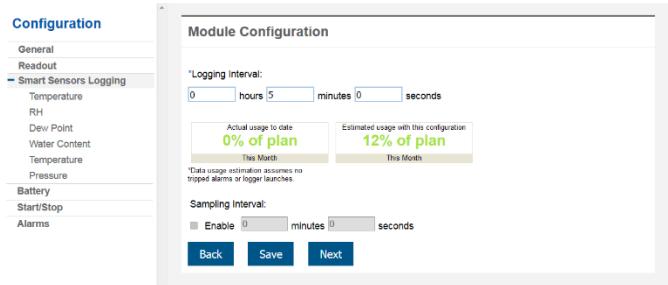 Configuration
General
Readout
Smart Sensors Logging
Temperature
RH
Dew Point
Water Content
Temperature
Pressure
Battery
Start/Stop
Alarms
Module Configuration
*Logging Interval:
0 hours 5 minutes 0 seconds
Actual usage to date
0% of plan
This Month
Estimated usage with this configuration
12% of plan
This Month
*Data usage estimation assumes no
tripped alarms or logger launches.
Sampling Interval:
Enable 0 minutes 0 seconds
Back Save Next